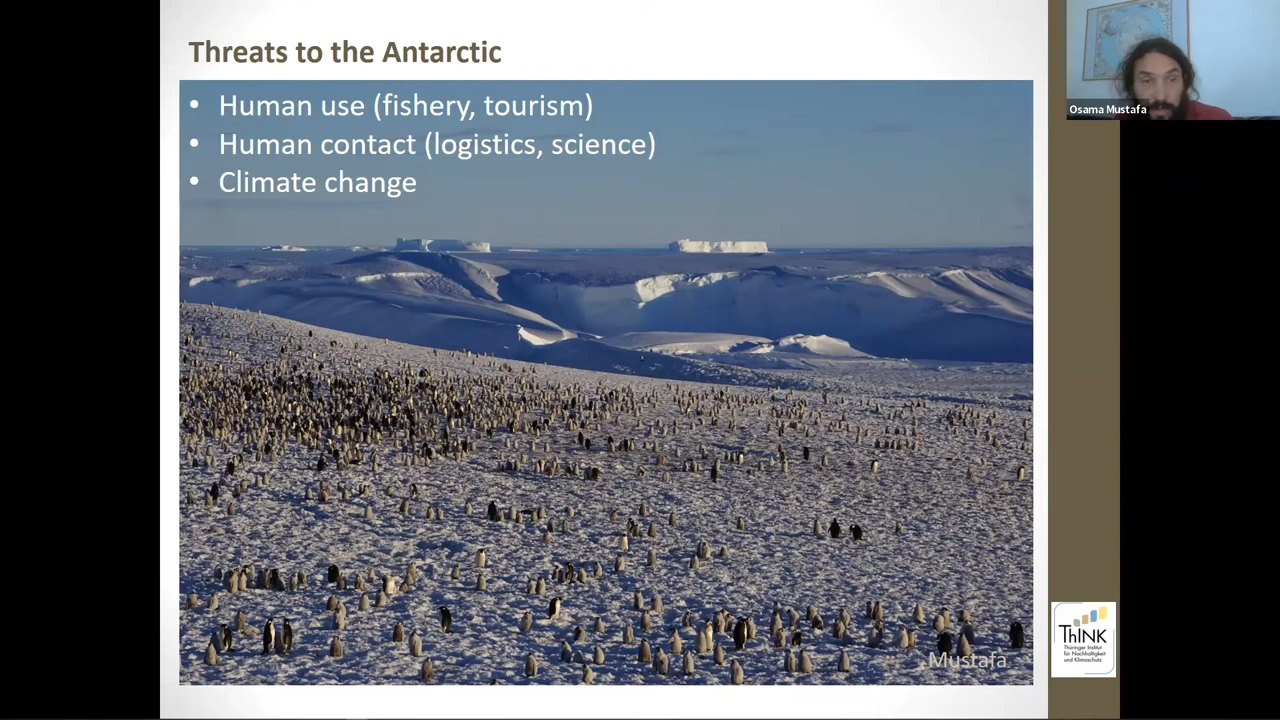 Threats to the Antarctic
• Human use (fishery, tourism)
• Human contact (logistics, science)
• Climate change
Osama Mustafa
Mustafa
ThINK
Thüringer Institut
für Nachhaltigkeit
und Klimaschutz